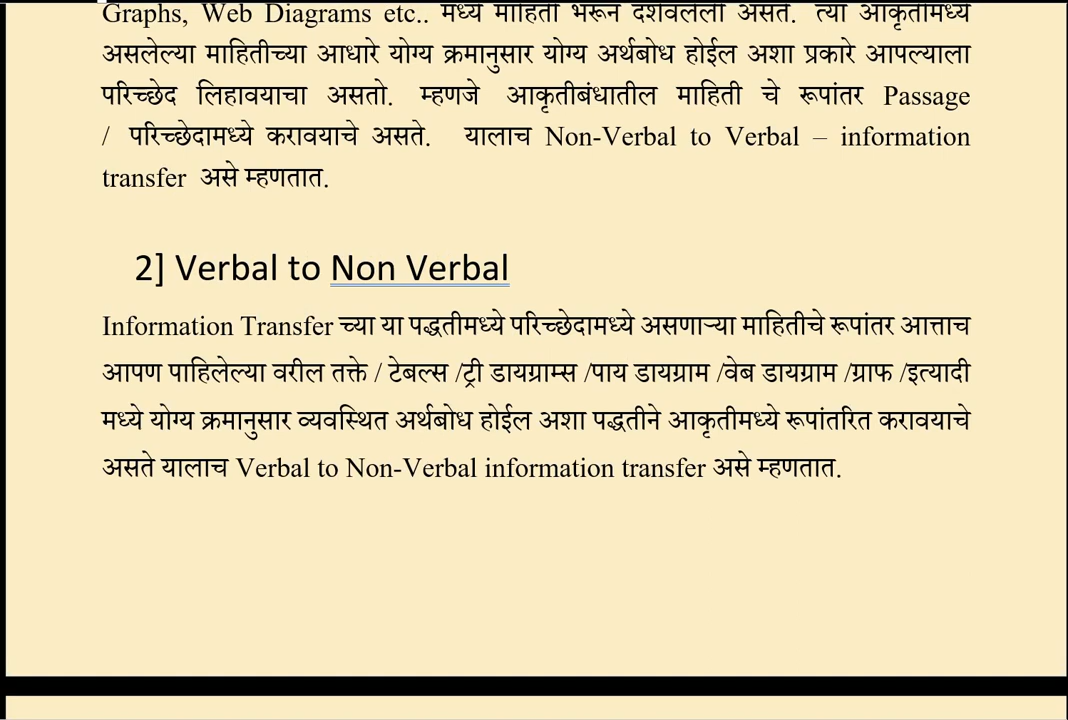 Graphs, Web Diagrams etc.. मध्ये माहिती भरून दर्शवलेली असते. त्या आकृतीमध्ये
असलेल्या माहितीच्या आधारे योग्य क्रमानुसार योग्य अर्थबोध होईल अशा प्रकारे आपल्याला
परिच्छेद लिहावयाचा असतो. म्हणजे आकृतीबंधातील माहिती चे रूपांतर Passage
/ परिच्छेदामध्ये करावयाचे असते. यालाच Non-Verbal to Verbal – information
transfer असे म्हणतात.
2] Verbal to Non Verbal
Information Transfer च्या या पद्धतीमध्ये परिच्छेदामध्ये असणाऱ्या माहितीचे रूपांतर आत्ताच
आपण पाहिलेल्या वरील तक्ते / टेबल्स /ट्री डायग्राम्स /पाय डायग्राम /वेब डायग्राम /ग्राफ /इत्यादी
मध्ये योग्य क्रमानुसार व्यवस्थित अर्थबोध होईल अशा पद्धतीने आकृतीमध्ये रूपांतरित करावयाचे
असते यालाच Verbal to Non-Verbal information transfer असे म्हणतात.